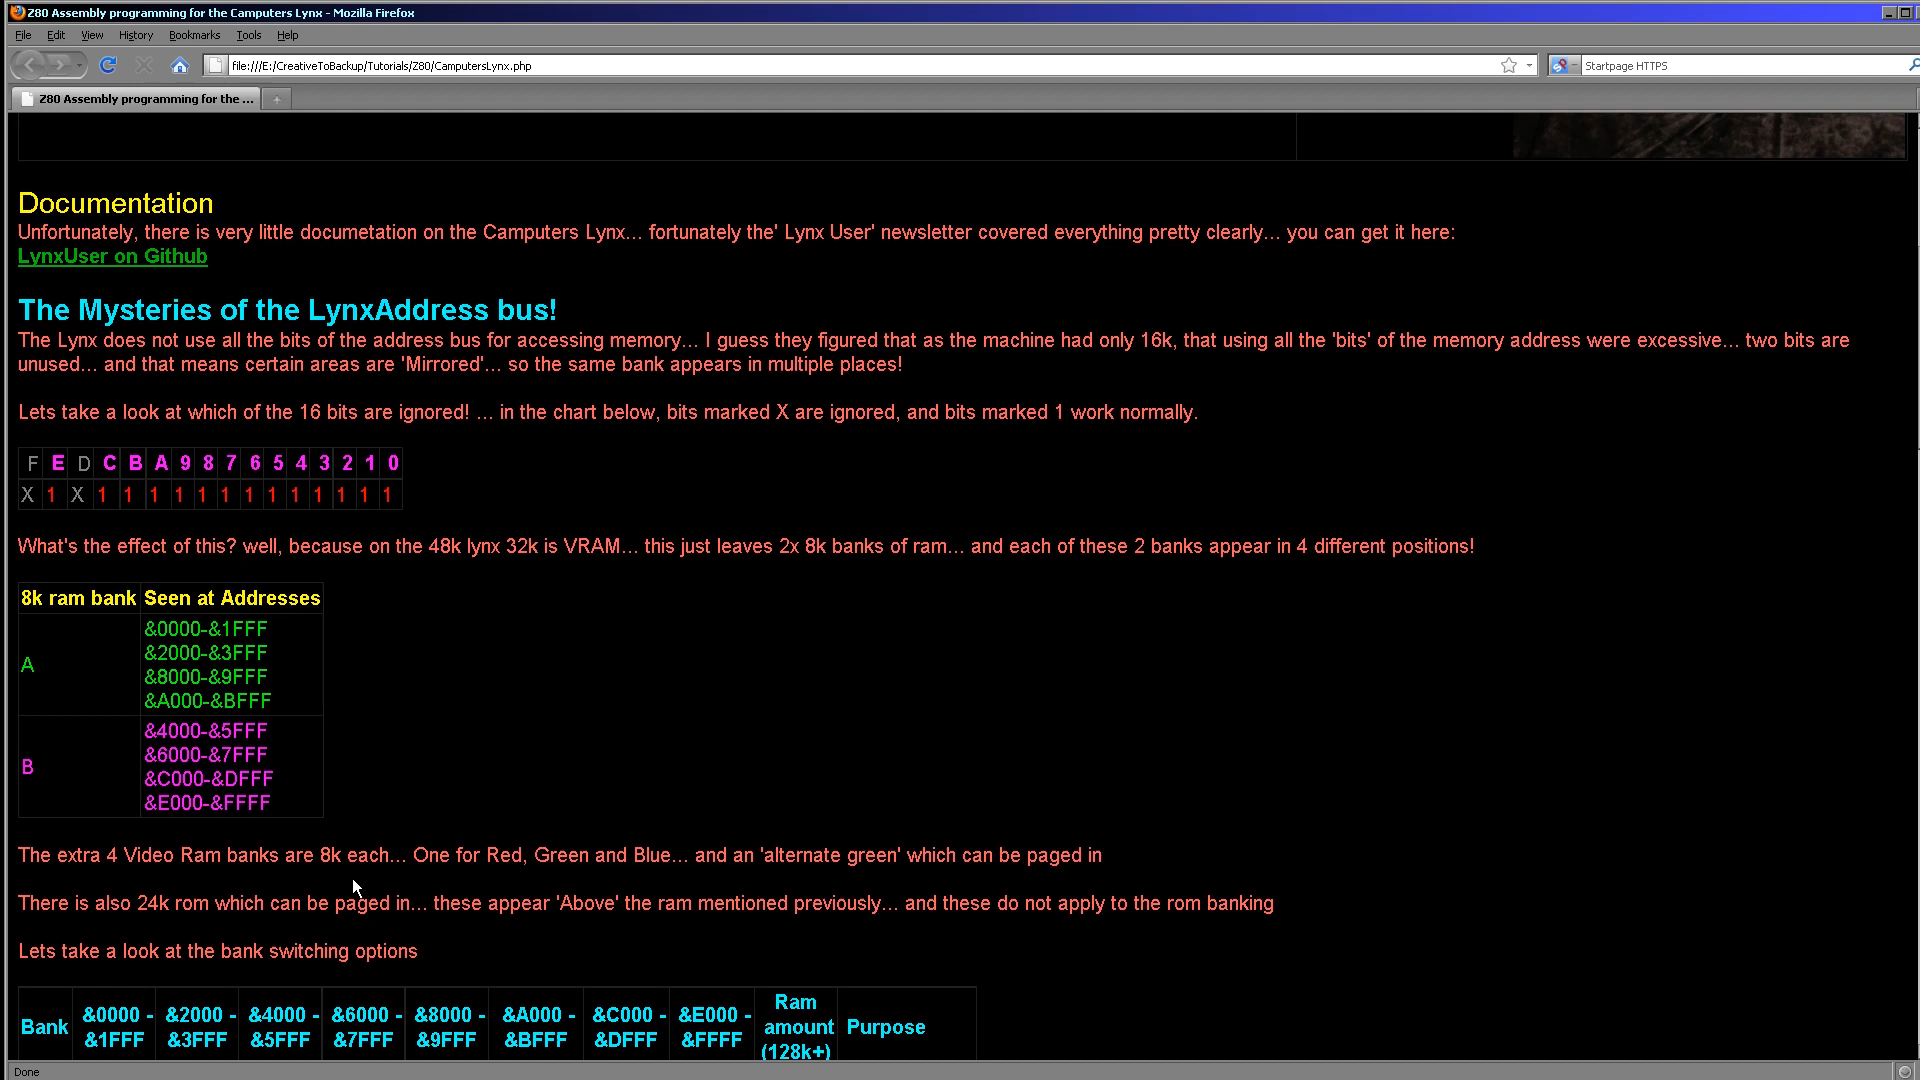 Z80 Assembly programming for the Camputers Lynx - Mozilla Firefox
File Edit View History Bookmarks Tools Help
file:///E:/CreativeToBackup/Tutorials/Z80/CamputersLynx.php
Startpage HTTPS
Z80 Assembly programming for the ...
Documentation
Unfortunately, there is very little documetation on the Camputers Lynx... fortunately the' Lynx User' newsletter covered everything pretty clearly... you can get it here:
LynxUser on Github
The Mysteries of the LynxAddress bus!
The Lynx does not use all the bits of the address bus for accessing memory... I guess they figured that as the machine had only 16k, that using all the 'bits' of the memory address were excessive... two bits are
unused... and that means certain areas are 'Mirrored'... so the same bank appears in multiple places!
Lets take a look at which of the 16 bits are ignored! ... in the chart below, bits marked X are ignored, and bits marked 1 work normally.
F E D C B A 9 8 7 6 5 4 3 2 1 0
X 1 X 1 1 1 1 1 1 1 1 1 1 1 1 1
What's the effect of this? well, because on the 48k lynx 32k is VRAM... this just leaves 2x 8k banks of ram... and each of these 2 banks appear in 4 different positions!
8k ram bank Seen at Addresses
A
&0000-&1FFF
&2000-&3FFF
&8000-&9FFF
&A000-&BFFF
B
&4000-&5FFF
&6000-&7FFF
&C000-&DFFF
&E000-&FFFF
The extra 4 Video Ram banks are 8k each... One for Red, Green and Blue... and an 'alternate green' which can be paged in
There is also 24k rom which can be paged in... these appear 'Above' the ram mentioned previously... and these do not apply to the rom banking
Lets take a look at the bank switching options
Bank
&0000 - &1FFF
&2000 - &3FFF
&4000 - &5FFF
&6000 - &7FFF
&8000 - &9FFF
&A000 - &BFFF
&C000 - &DFFF
&E000 - &FFFF
Ram amount (128k+)
Purpose
Done